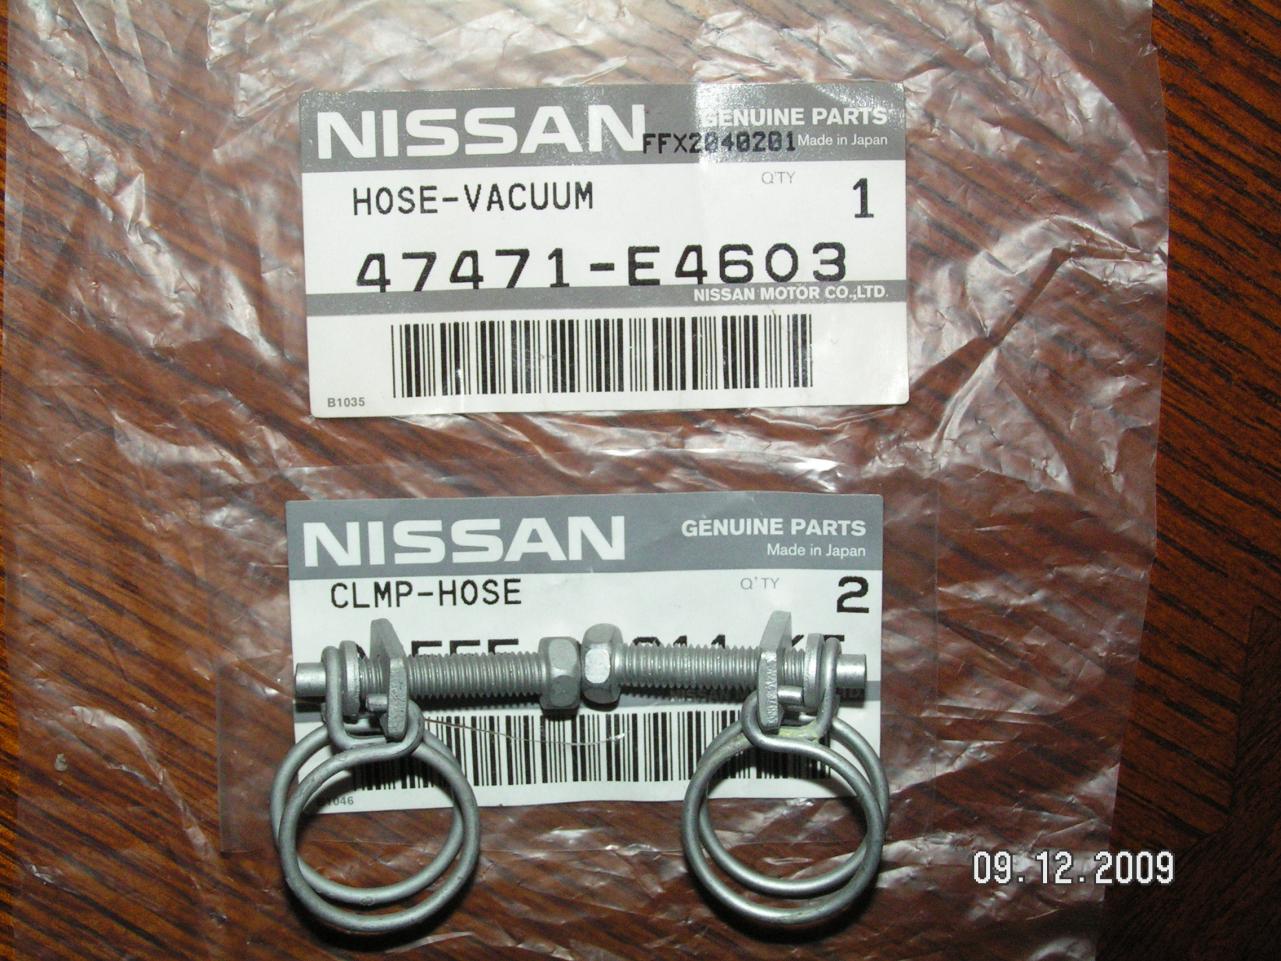 NISSAN GENUINE PARTS
FFX2040201 Made in Japan
HOSE-VACUUM Q'TY 1
47471-E4603
NISSAN MOTOR CO.,LTD.
B1035
NISSAN GENUINE PARTS
Made in Japan
CLMP-HOSE Q'TY 2
09.12.2009